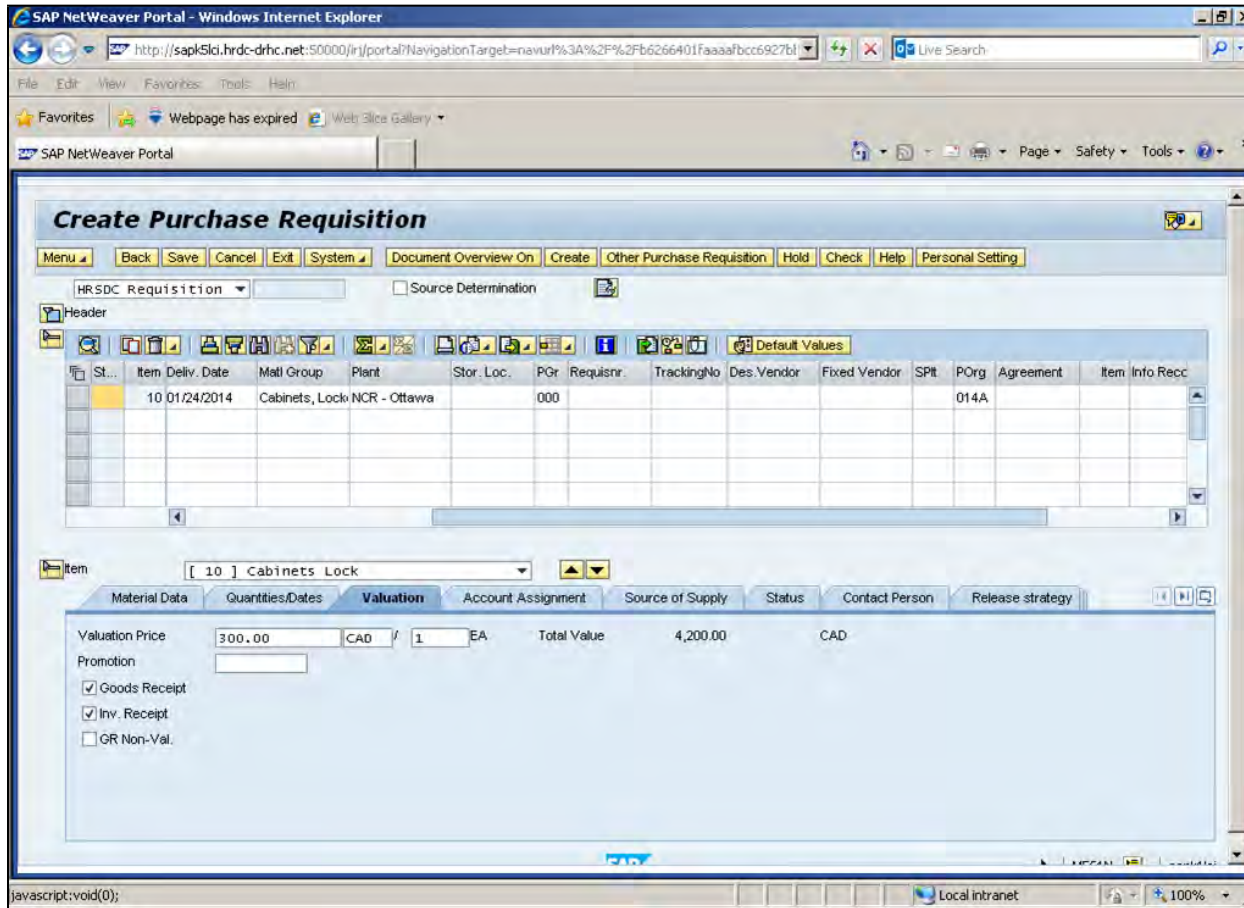 SAP NetWeaver Portal - Windows Internet Explorer
http://sapk5lci.hrdc-drhc.net:50000/irj/portal?NavigationTarget=navurl%3A%2F%2Fb6266401faaaafbcc6927bl
Live Search
File Edit View Favorites Tools Help
Favorites Webpage has expired Web Slice Gallery
SAP NetWeaver Portal Page Safety Tools
Create Purchase Requisition
Menu Back Save Cancel Exit System Document Overview On Create Other Purchase Requisition Hold Check Help Personal Setting
HRSDC Requisition Source Determination
Header
Default Values
St... Item Deliv. Date Matl Group Plant Stor. Loc. PGr Requisnr. TrackingNo Des.Vendor Fixed Vendor SPlt POrg Agreement Item Info Recc
10 01/24/2014 Cabinets, Lock NCR - Ottawa 000 014A
Item [ 10 ] Cabinets Lock
Material Data Quantities/Dates Valuation Account Assignment Source of Supply Status Contact Person Release strategy
Valuation Price 300.00 CAD / 1 EA Total Value 4,200.00 CAD
Promotion
Goods Receipt
Inv. Receipt
GR Non-Val.
SAP
javascript:void(0); Local intranet 100%